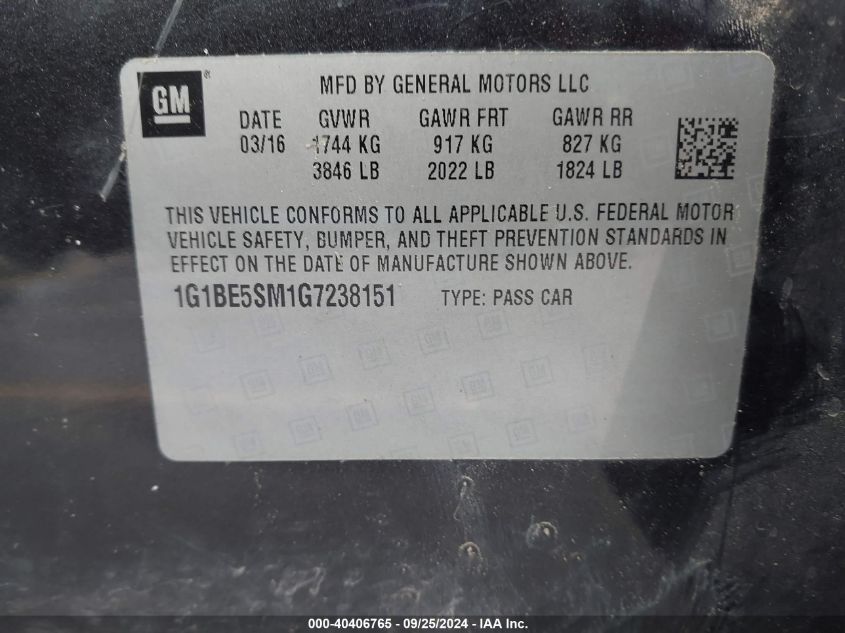 GM ®
MFD BY GENERAL MOTORS LLC
DATE GVWR GAWR FRT GAWR RR
03/16 1744 KG 917 KG 827 KG
3846 LB 2022 LB 1824 LB
THIS VEHICLE CONFORMS TO ALL APPLICABLE U.S. FEDERAL MOTOR
VEHICLE SAFETY, BUMPER, AND THEFT PREVENTION STANDARDS IN
EFFECT ON THE DATE OF MANUFACTURE SHOWN ABOVE.
1G1BE5SM1G7238151 TYPE: PASS CAR
000-40406765 - 09/25/2024 - IAA Inc.